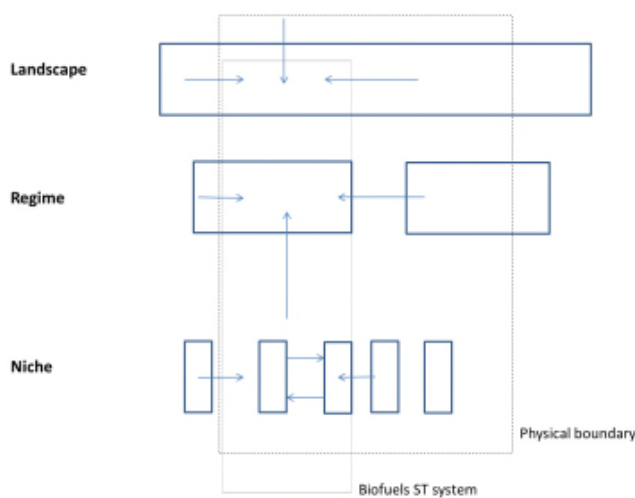 Landscape
Regime
Niche
Physical boundary
Biofuels ST system